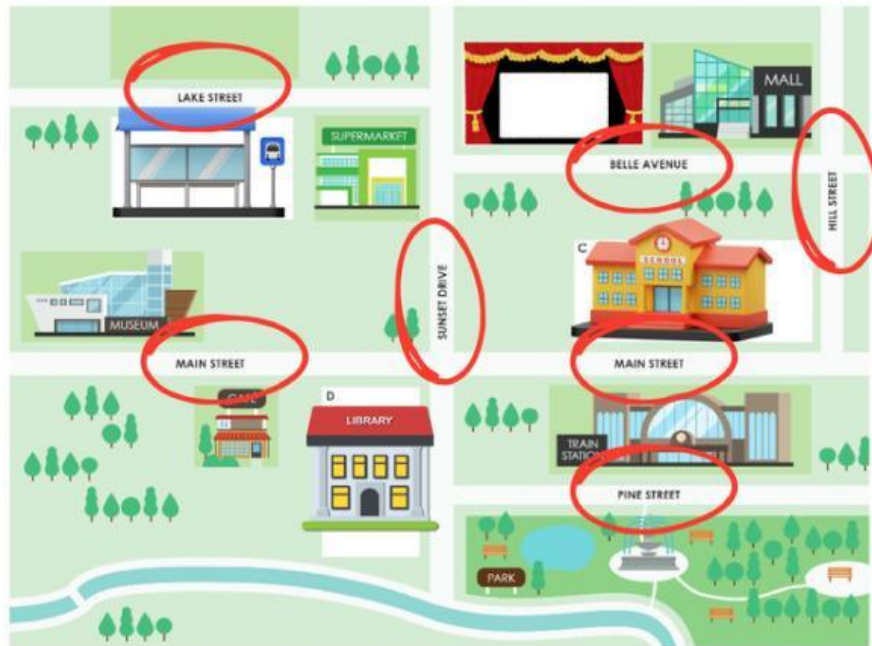 LAKE STREET
MALL
SUPERMARKET
BELLE AVENUE
HILL STREET
C
SCHOOL
SUNSET DRIVE
MUSEUM
MAIN STREET
MAIN STREET
CAFE
D
LIBRARY
TRAIN
STATION
PINE STREET
PARK